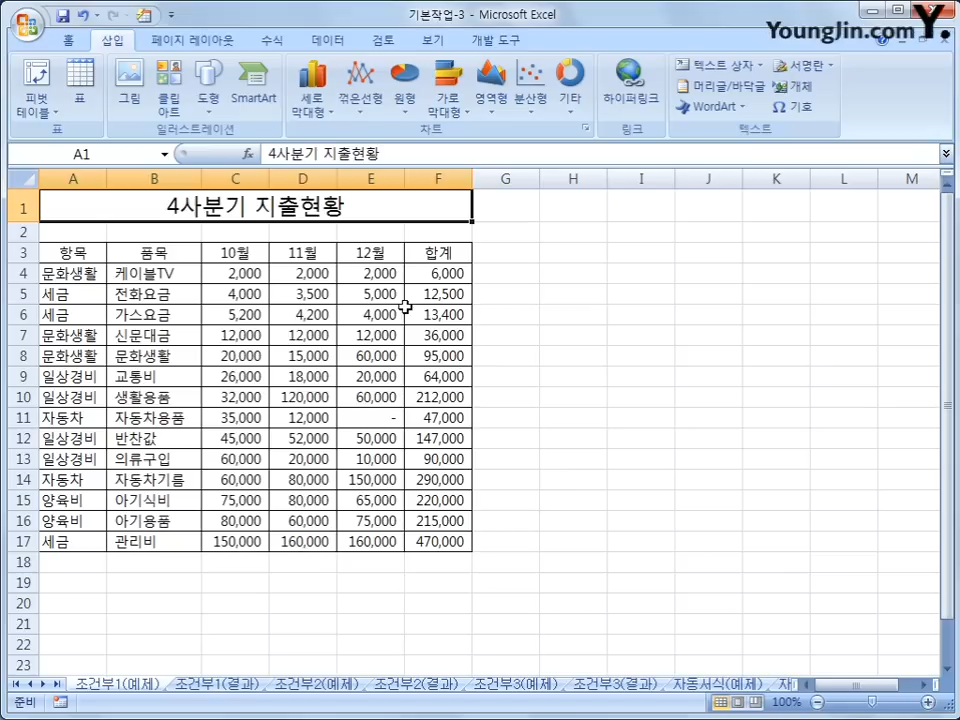 기본작업-3 - Microsoft Excel
YoungJin.com Y.
홈 삽입 페이지 레이아웃 수식 데이터 검토 보기 개발 도구
피벗 테이블 표 그림 클립 아트 도형 SmartArt 세로 막대형 꺾은선형 원형 가로 막대형 영역형 분산형 기타 하이퍼링크 텍스트 상자 서명란
머리글/바닥글 개체
WordArt Ω 기호
표 일러스트레이션 차트 링크 텍스트
A1 fx 4사분기 지출현황
A B C D E F G H I J K L M
1 4사분기 지출현황
2
3 항목 품목 10월 11월 12월 합계
4 문화생활 케이블TV 2,000 2,000 2,000 6,000
5 세금 전화요금 4,000 3,500 5,000 12,500
6 세금 가스요금 5,200 4,200 4,000 13,400
7 문화생활 신문대금 12,000 12,000 12,000 36,000
8 문화생활 문화생활 20,000 15,000 60,000 95,000
9 일상경비 교통비 26,000 18,000 20,000 64,000
10 일상경비 생활용품 32,000 120,000 60,000 212,000
11 자동차 자동차용품 35,000 12,000 - 47,000
12 일상경비 반찬값 45,000 52,000 50,000 147,000
13 일상경비 의류구입 60,000 20,000 10,000 90,000
14 자동차 자동차기름 60,000 80,000 150,000 290,000
15 양육비 아기식비 75,000 80,000 65,000 220,000
16 양육비 아기용품 80,000 60,000 75,000 215,000
17 세금 관리비 150,000 160,000 160,000 470,000
18
19
20
21
22
23
조건부1(예제) 조건부1(결과) 조건부2(예제) 조건부2(결과) 조건부3(예제) 조건부3(결과) 자동서식(예제) 자
준비 100%